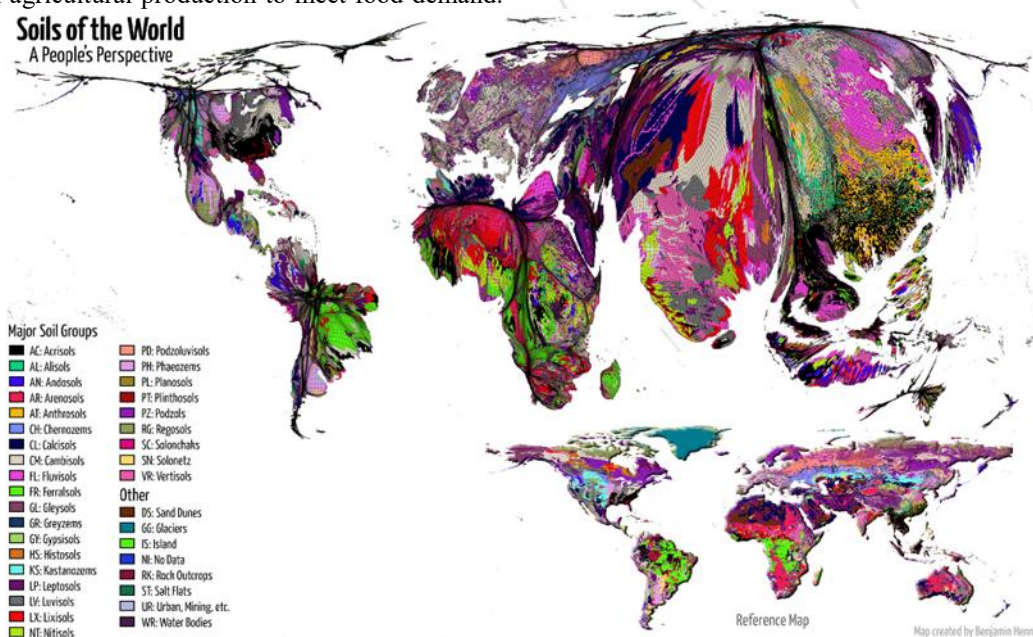 agricultural production to meet food demand.
Soils of the World
A People's Perspective
Major Soil Groups
AC: Acrisols
AL: Alisols
AN: Andosols
AR: Arenosols
AT: Anthrosols
CH: Chernozems
CL: Calcisols
CM: Cambisols
FL: Fluvisols
FR: Ferralsols
GL: Gleysols
GR: Greyzems
GY: Gypsisols
HS: Histosols
KS: Kastanozems
LP: Leptosols
LV: Luvisols
LX: Lixisols
NT: Nitisols
PD: Podzoluvisols
PH: Phaeozems
PL: Planosols
PT: Plinthosols
PZ: Podzols
RG: Regosols
SC: Solonchaks
SN: Solonetz
VR: Vertisols
Other
DS: Sand Dunes
GG: Glaciers
IS: Island
NI: No Data
RK: Rock Outcrops
ST: Salt Flats
UR: Urban, Mining, etc.
WR: Water Bodies
Reference Map
Map created by Benjamin